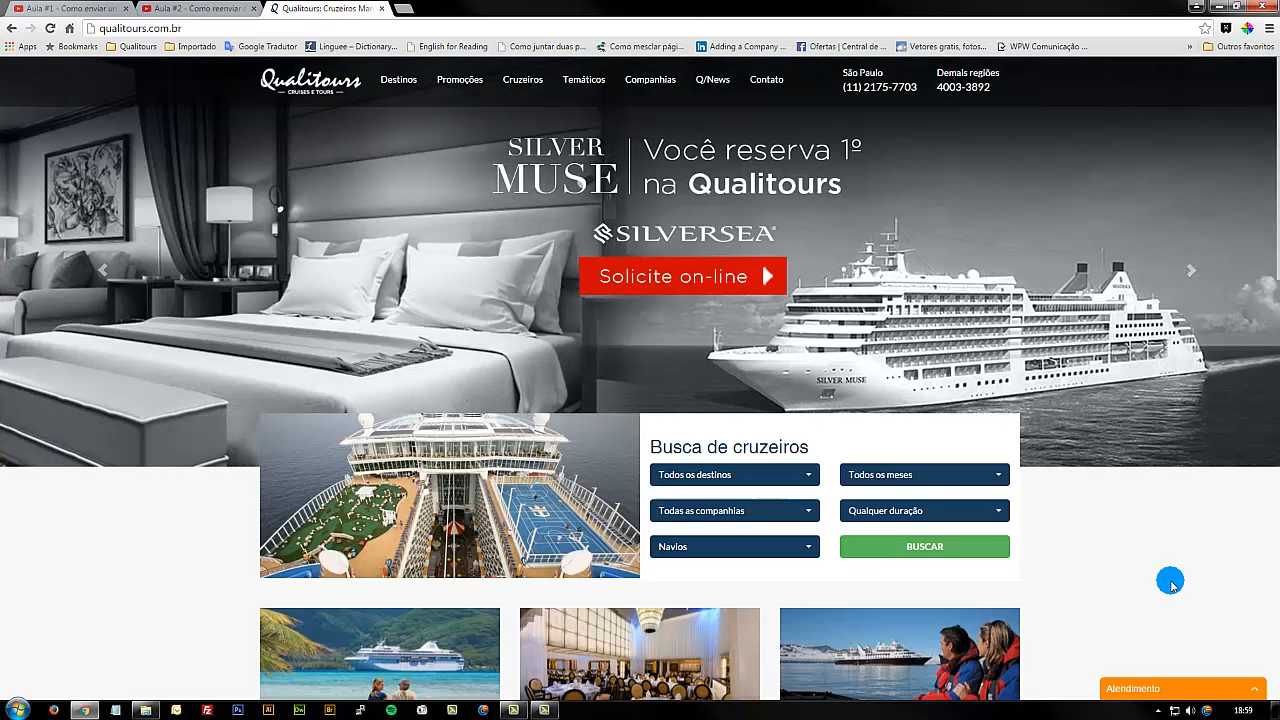 Aula #1 - Como enviar un
Aula #2 - Como reenviar a
Qualitours: Cruzeiros Mar
qualitours.com.br
Apps
Bookmarks
Qualitours
Importado
Google Tradutor
Linguee - Dictionary...
English for Reading
Como juntar duas p...
Como mesclar pág...
Adding a Company ...
Ofertas | Central de ...
Vetores gratis, fotos...
WPW Comunicação ...
»
Outros favoritos
Qualitours
CRUISES E TOURS
Destinos
Promoções
Cruzeiros
Temáticos
Companhias
Q/News
Contato
São Paulo
(11) 2175-7703
Demais regiões
4003-3892
SILVER
MUSE
Você reserva 1º
na Qualitours
SILVERSEA®
Solicite on-line
SILVER MUSE
Busca de cruzeiros
Todos os destinos
Todos os meses
Todas as companhias
Qualquer duração
Navios
BUSCAR
Atendimento
18:59